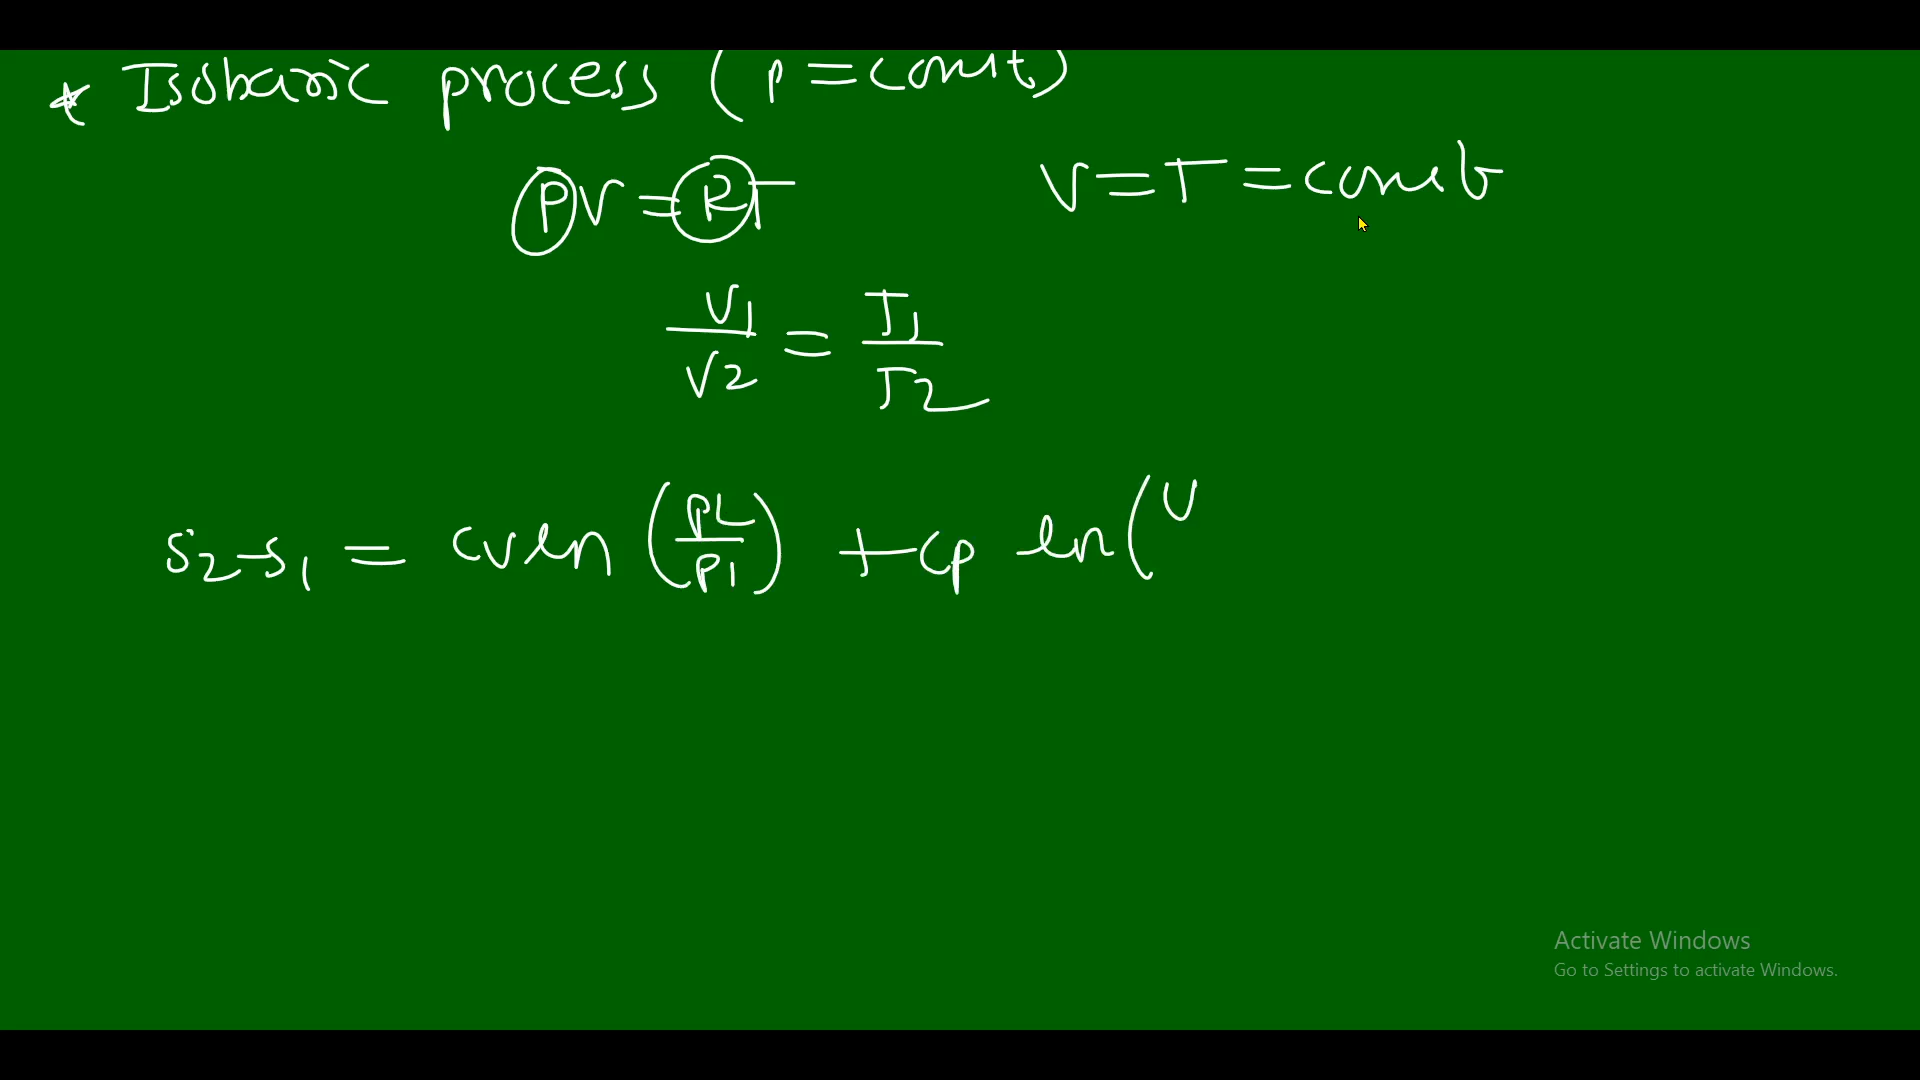 * Isobaric process (p = const)
PV = RT V = T = const
V1/V2 = T1/T2
S2-S1 = cv ln (P2/P1) + cp ln (V
Activate Windows
Go to Settings to activate Windows.